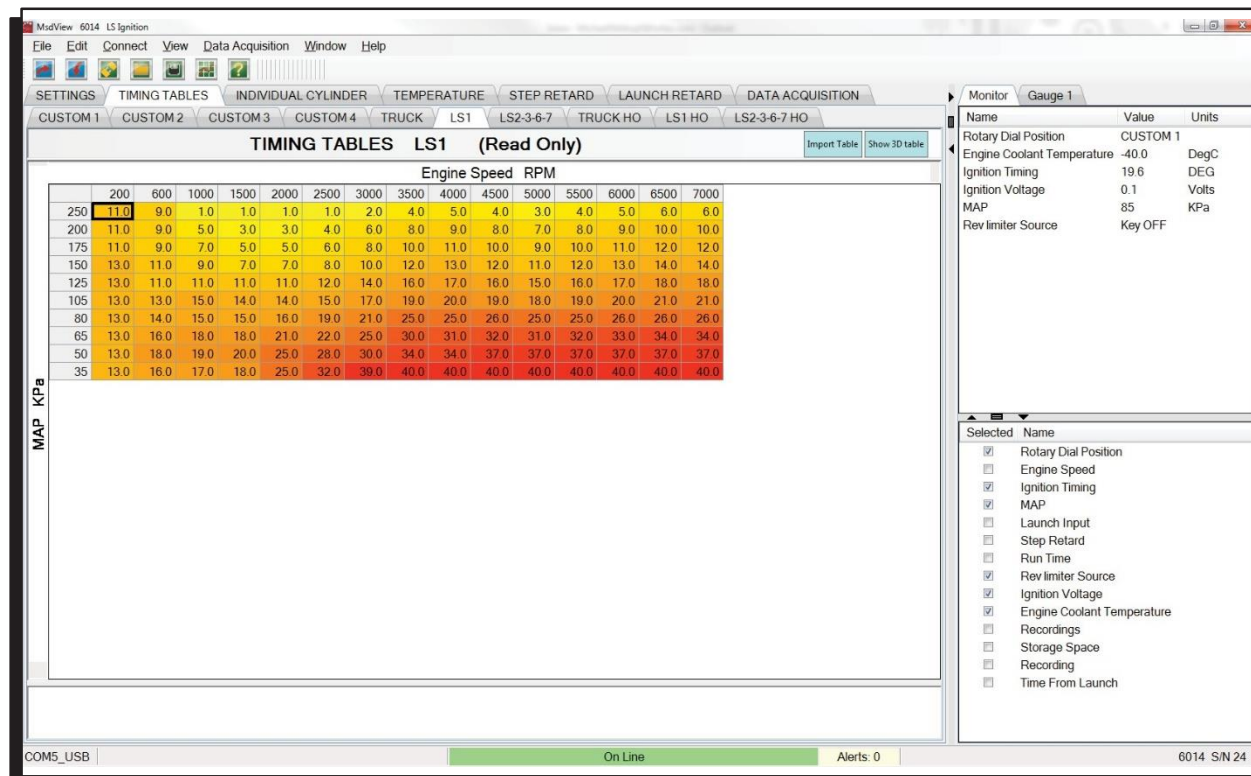 MsdView 6014 LS Ignition
File Edit Connect View Data Acquisition Window Help
SETTINGS TIMING TABLES INDIVIDUAL CYLINDER TEMPERATURE STEP RETARD LAUNCH RETARD DATA ACQUISITION
CUSTOM 1 CUSTOM 2 CUSTOM 3 CUSTOM 4 TRUCK LS1 LS2-3-6-7 TRUCK HO LS1 HO LS2-3-6-7 HO
TIMING TABLES LS1 (Read Only) Import Table Show 3D table
Engine Speed RPM
200 600 1000 1500 2000 2500 3000 3500 4000 4500 5000 5500 6000 6500 7000
250 11.0 9.0 1.0 1.0 1.0 1.0 2.0 4.0 5.0 4.0 3.0 4.0 5.0 6.0 6.0
200 11.0 9.0 5.0 3.0 3.0 4.0 6.0 8.0 9.0 8.0 7.0 8.0 9.0 10.0 10.0
175 11.0 9.0 7.0 5.0 5.0 6.0 8.0 10.0 11.0 10.0 9.0 10.0 11.0 12.0 12.0
150 13.0 11.0 9.0 7.0 7.0 8.0 10.0 12.0 13.0 12.0 11.0 12.0 13.0 14.0 14.0
125 13.0 11.0 11.0 11.0 11.0 12.0 14.0 16.0 17.0 16.0 15.0 16.0 17.0 18.0 18.0
105 13.0 13.0 15.0 14.0 14.0 15.0 17.0 19.0 20.0 19.0 18.0 19.0 20.0 21.0 21.0
80 13.0 14.0 15.0 15.0 16.0 19.0 21.0 25.0 25.0 26.0 25.0 25.0 26.0 26.0 26.0
65 13.0 16.0 18.0 18.0 21.0 22.0 25.0 30.0 31.0 32.0 31.0 32.0 33.0 34.0 34.0
50 13.0 18.0 19.0 20.0 25.0 28.0 30.0 34.0 34.0 37.0 37.0 37.0 37.0 37.0 37.0
35 13.0 16.0 17.0 18.0 25.0 32.0 39.0 40.0 40.0 40.0 40.0 40.0 40.0 40.0 40.0
MAP KPa
Monitor Gauge 1
Name Value Units
Rotary Dial Position CUSTOM 1
Engine Coolant Temperature -40.0 DegC
Ignition Timing 19.6 DEG
Ignition Voltage 0.1 Volts
MAP 85 KPa
Rev limiter Source Key OFF
Selected Name
Rotary Dial Position
Engine Speed
Ignition Timing
MAP
Launch Input
Step Retard
Run Time
Rev limiter Source
Ignition Voltage
Engine Coolant Temperature
Recordings
Storage Space
Recording
Time From Launch
COM5_USB On Line Alerts: 0 6014 S/N 24